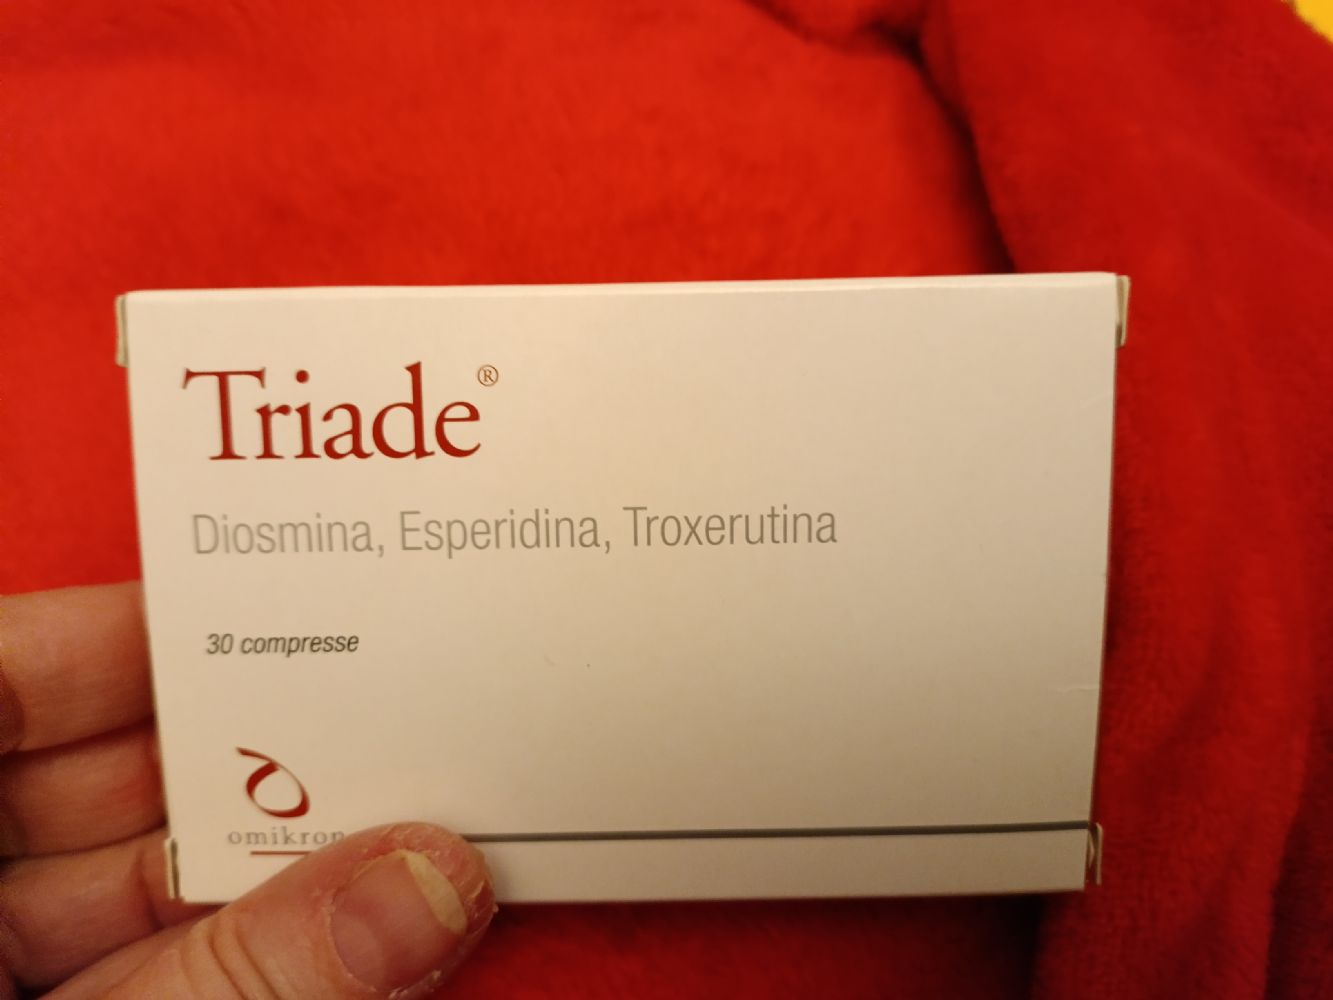 Triade®
Diosmina, Esperidina, Troxerutina
30 compresse
omikron